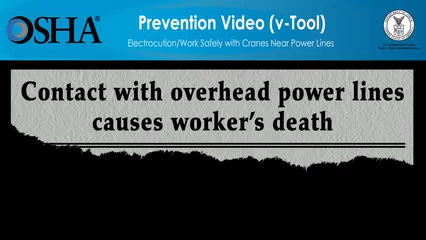 OSHA®
Prevention Video (v-Tool)
Electrocution/Work Safely with Cranes Near Power Lines
Contact with overhead power lines
causes worker's death